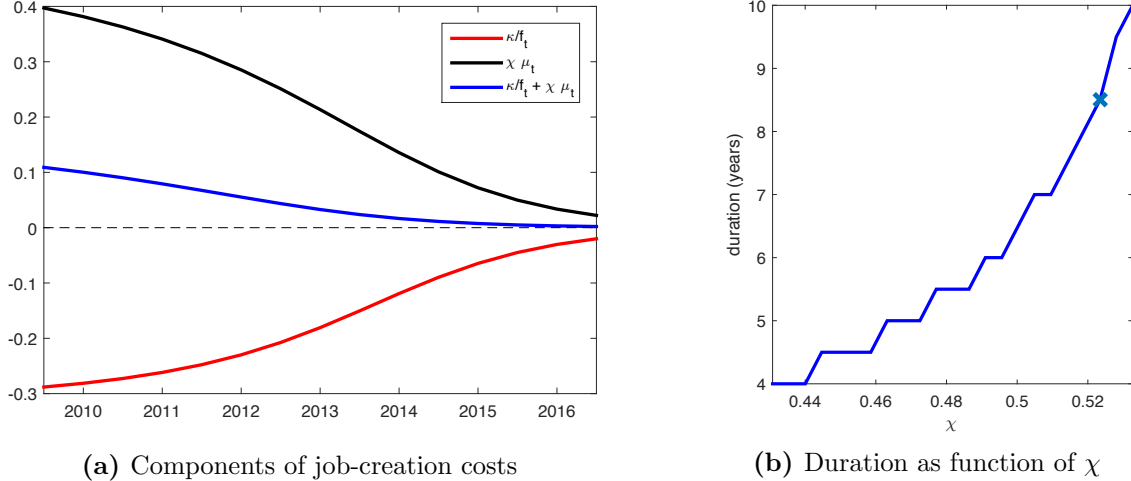 0.4
0.3
0.2
0.1
0
-0.1
-0.2
-0.3
2010 2011 2012 2013 2014 2015 2016
κ/f_t
χ μ_t
κ/f_t + χ μ_t
(a) Components of job-creation costs
10
9
8
7
6
5
4
duration (years)
0.44 0.46 0.48 0.5 0.52
χ
(b) Duration as function of χ